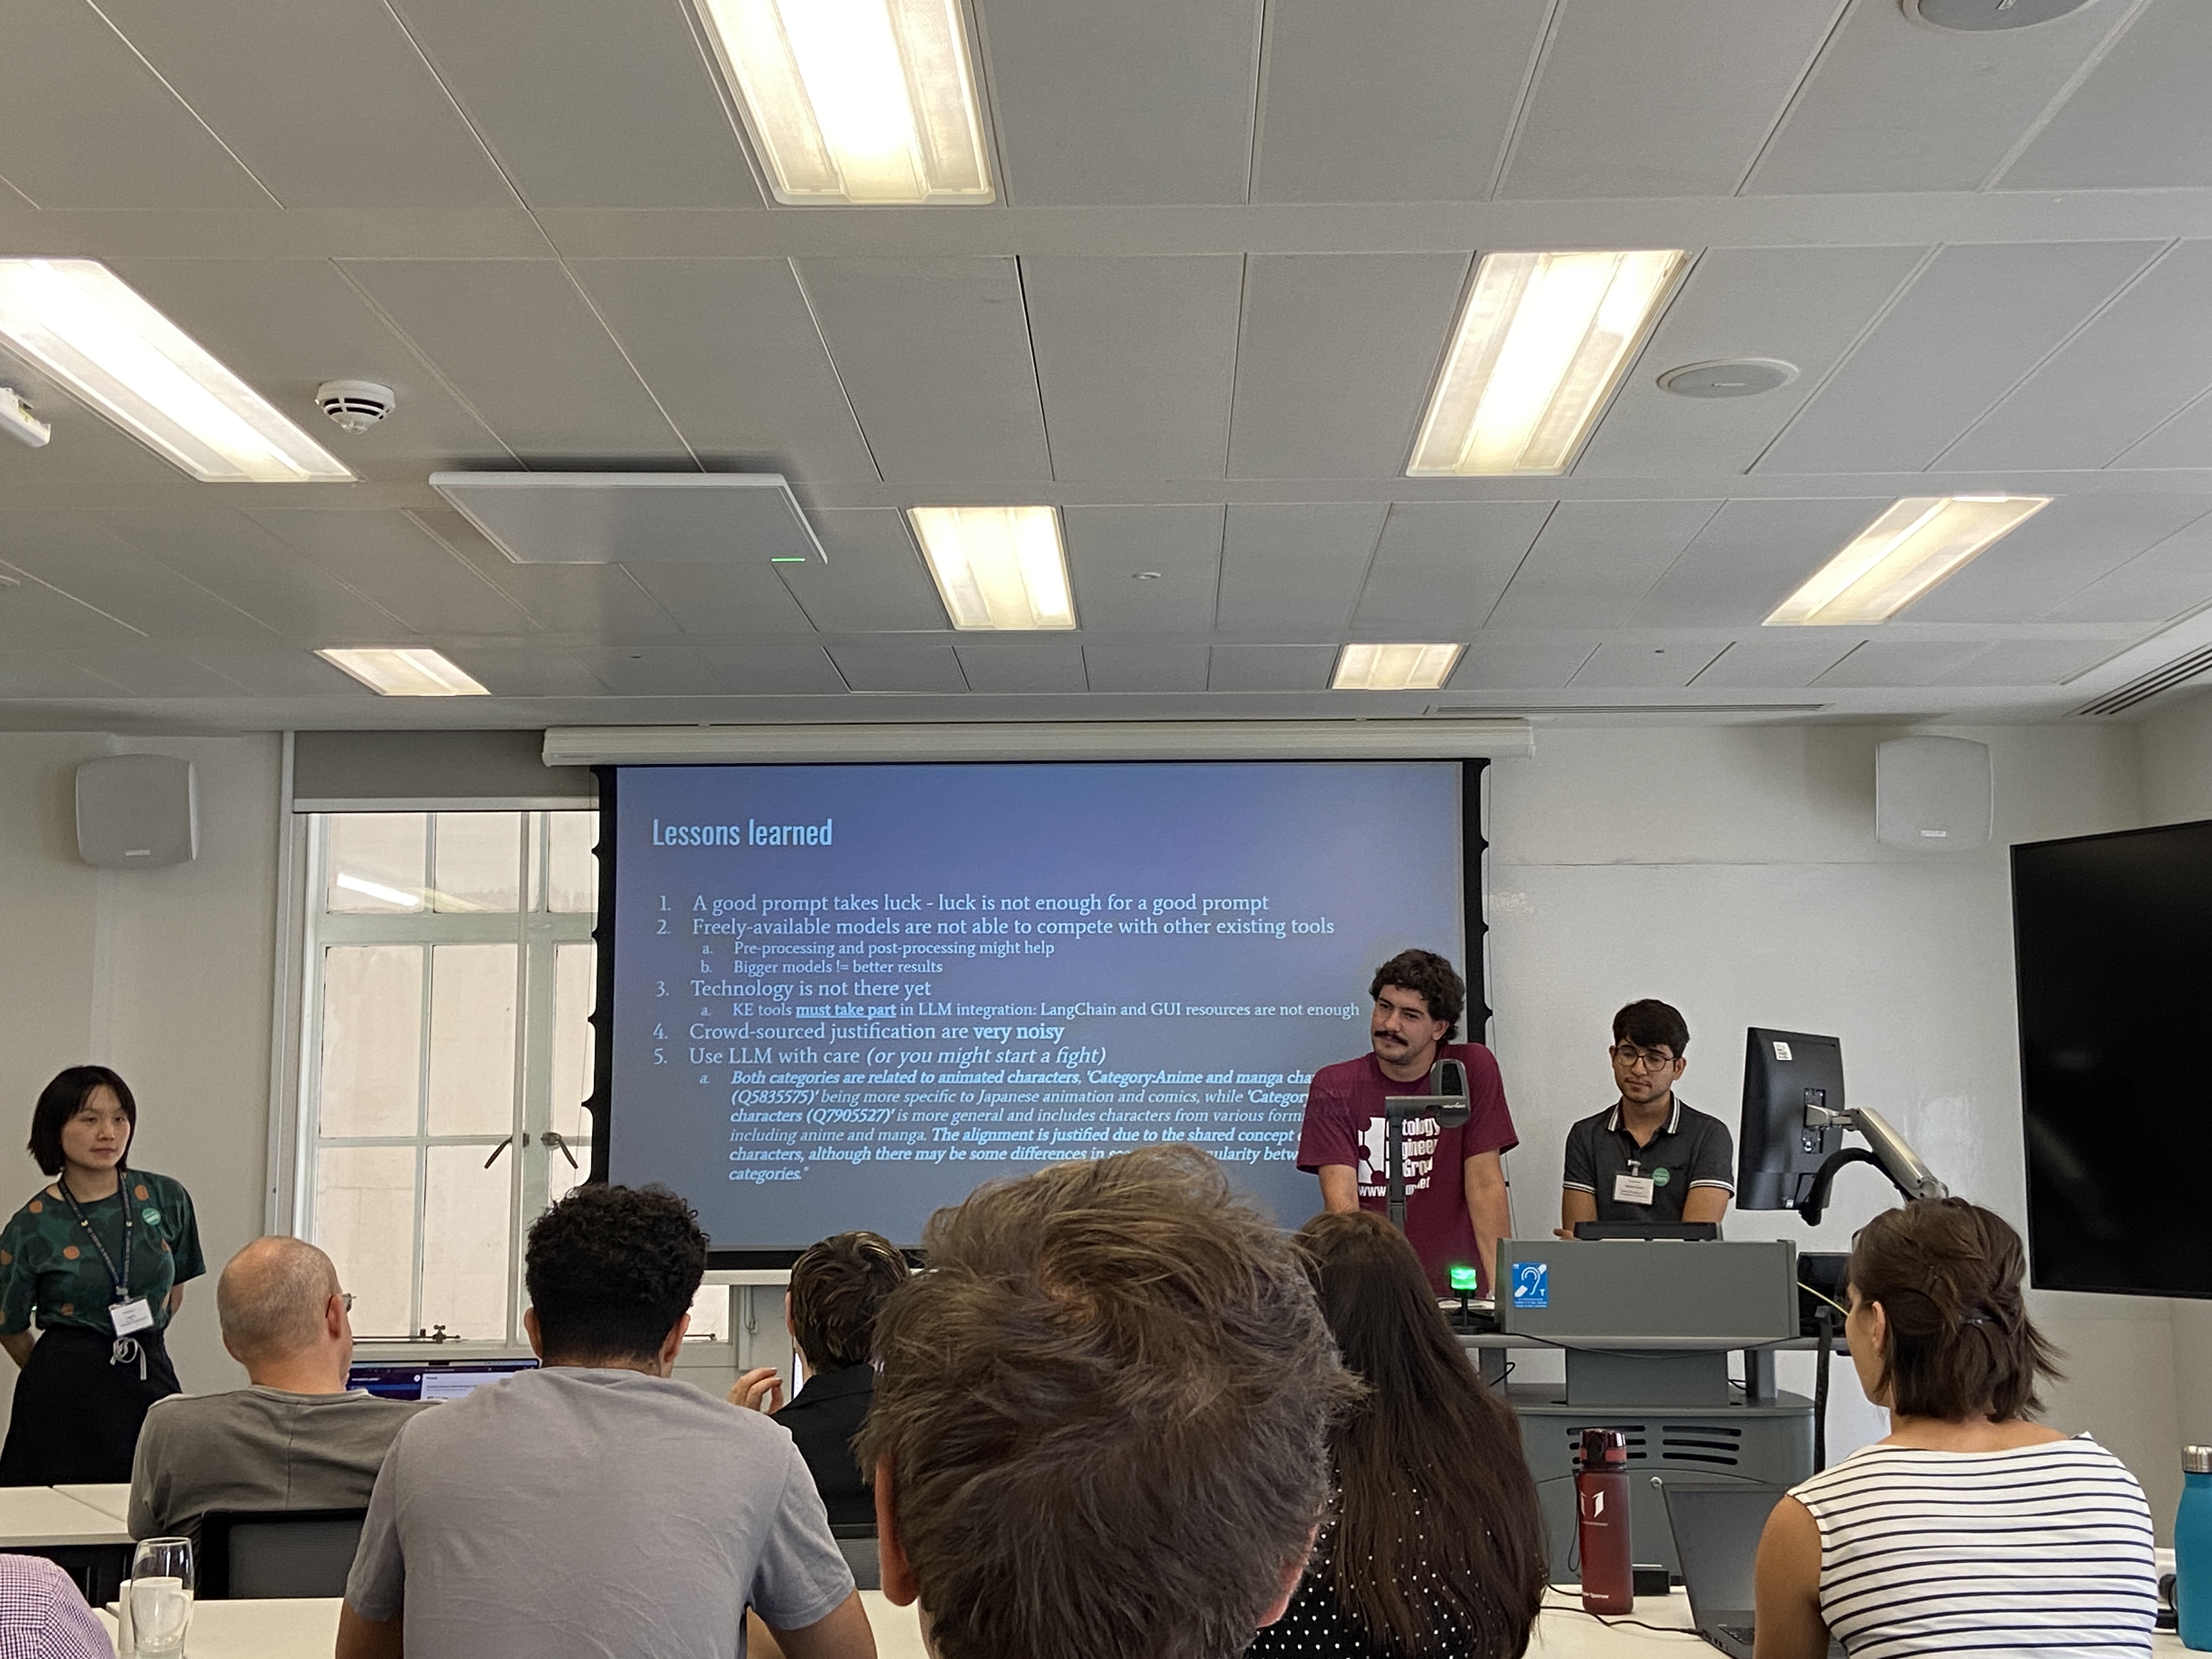 Lessons learned
1. A good prompt takes luck - luck is not enough for a good prompt
2. Freely-available models are not able to compete with other existing tools
a. Pre-processing and post-processing might help
b. Bigger models != better results
3. Technology is not there yet
a. KE tools must take part in LLM integration: LangChain and GUI resources are not enough
4. Crowd-sourced justification are very noisy
5. Use LLM with care (or you might start a fight)
a. Both categories are related to animated characters, 'Category:Anime and manga cha
(Q5835575)' being more specific to Japanese animation and comics, while 'Category
characters (Q7905527)' is more general and includes characters from various form
including anime and manga. The alignment is justified due to the shared concept
characters, although there may be some differences in
categories."
www
T